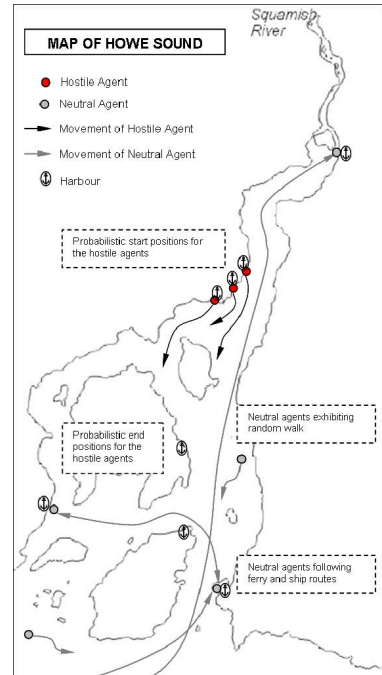 Squamish
River
MAP OF HOWE SOUND
Hostile Agent
Neutral Agent
Movement of Hostile Agent
Movement of Neutral Agent
Harbour
Probabilistic start positions for
the hostile agents
Neutral agents exhibiting
random walk
Probabilistic end
positions for the
hostile agents
Neutral agents following
ferry and ship routes